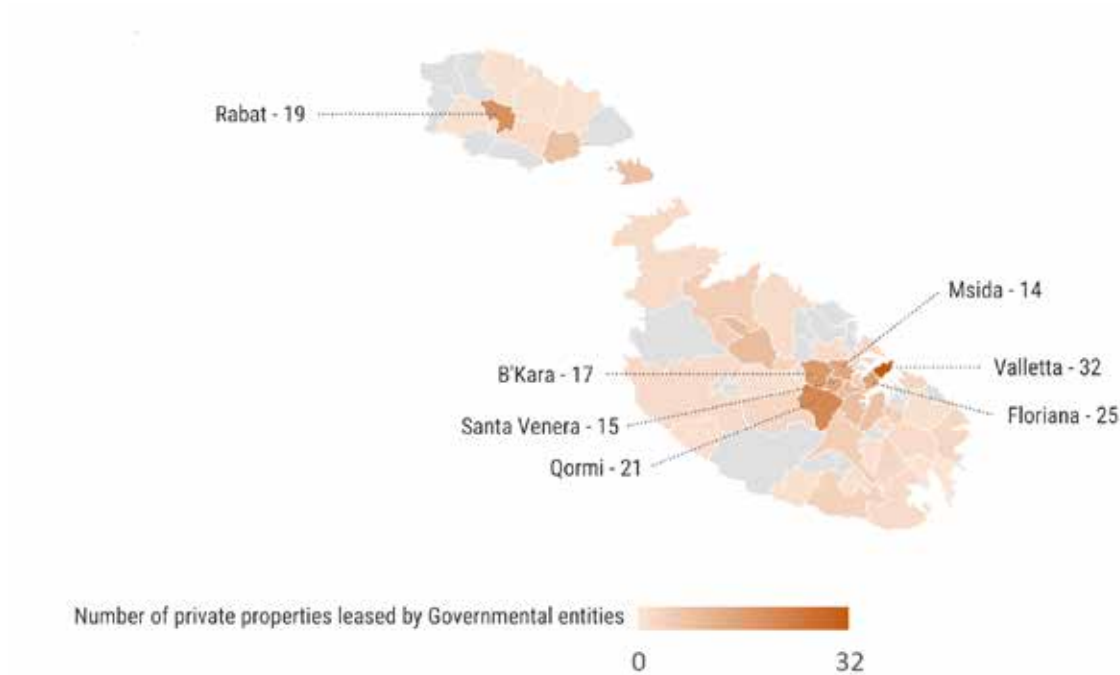 Rabat - 19
Msida - 14
Valletta - 32
B'Kara - 17
Floriana - 25
Santa Venera - 15
Qormi - 21
Number of private properties leased by Governmental entities
0 32